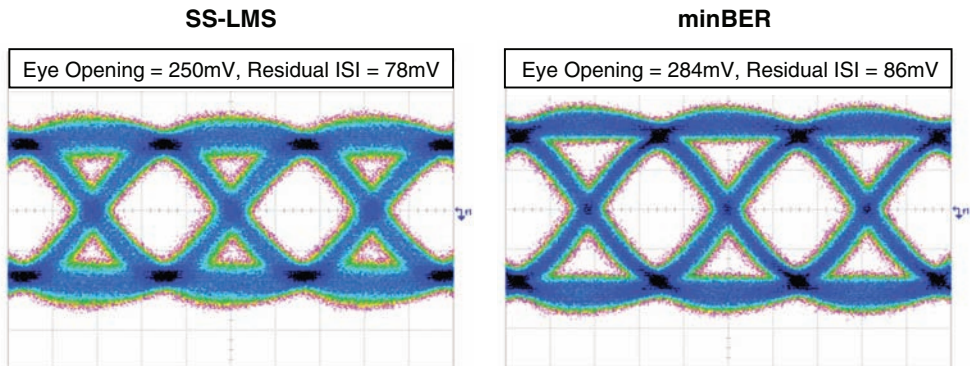 SS-LMS
Eye Opening = 250mV, Residual ISI = 78mV
minBER
Eye Opening = 284mV, Residual ISI = 86mV